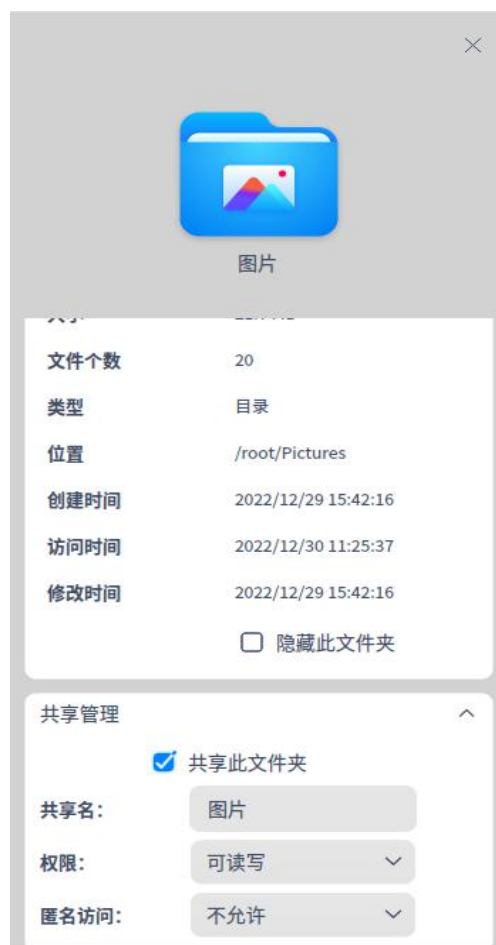 图片
文件个数 20
类型 目录
位置 /root/Pictures
创建时间 2022/12/29 15:42:16
访问时间 2022/12/30 11:25:37
修改时间 2022/12/29 15:42:16
隐藏此文件夹
共享管理
共享此文件夹
共享名： 图片
权限： 可读写
匿名访问： 不允许